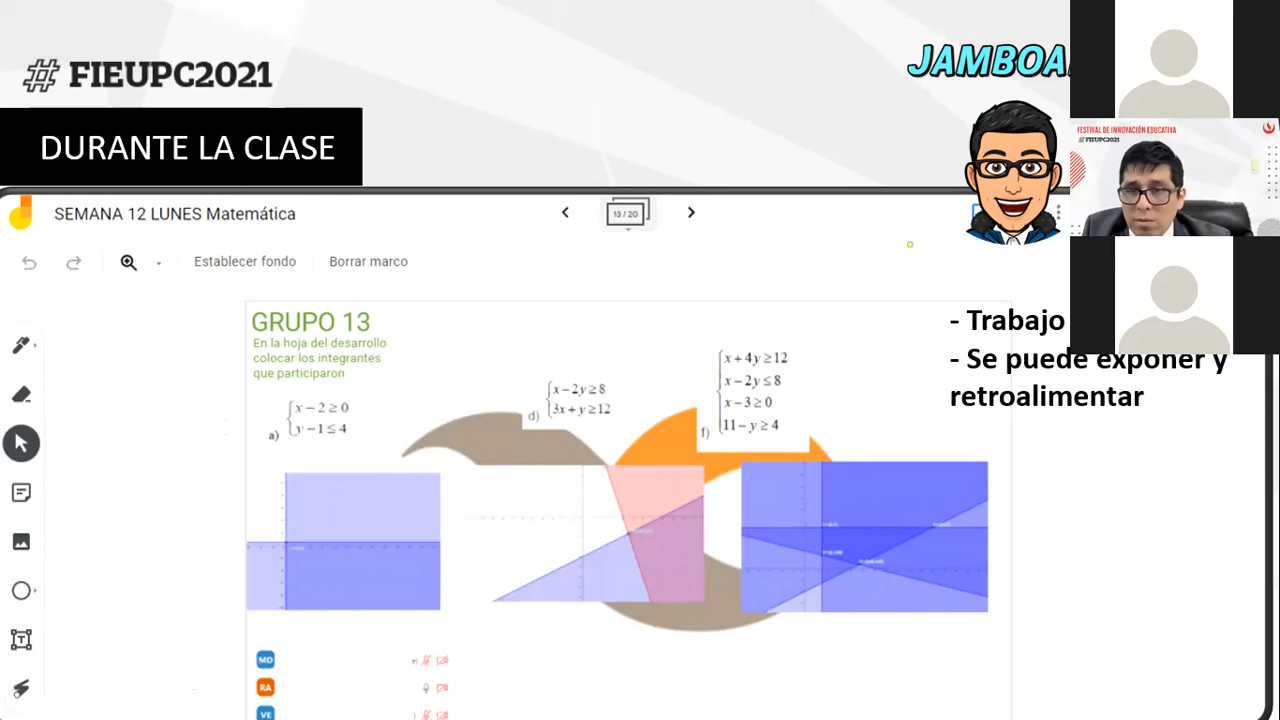 # FIEUPC2021
JAMBOA
DURANTE LA CLASE
FESTIVAL DE INNOVACIÓN EDUCATIVA
#FIEUPC2021
SEMANA 12 LUNES Matemática
13 / 20
Establecer fondo
Borrar marco
- Trabajo
- Se puede exponer y
retroalimentar
GRUPO 13
En la hoja del desarrollo
colocar los integrantes
que participaron
a)
x − 2 ≥ 0
y − 1 ≤ 4
d)
x − 2y ≥ 8
3x + y ≥ 12
f)
x + 4y ≥ 12
x − 2y ≤ 8
x − 3 ≥ 0
11 − y ≥ 4
MD
RA
VE